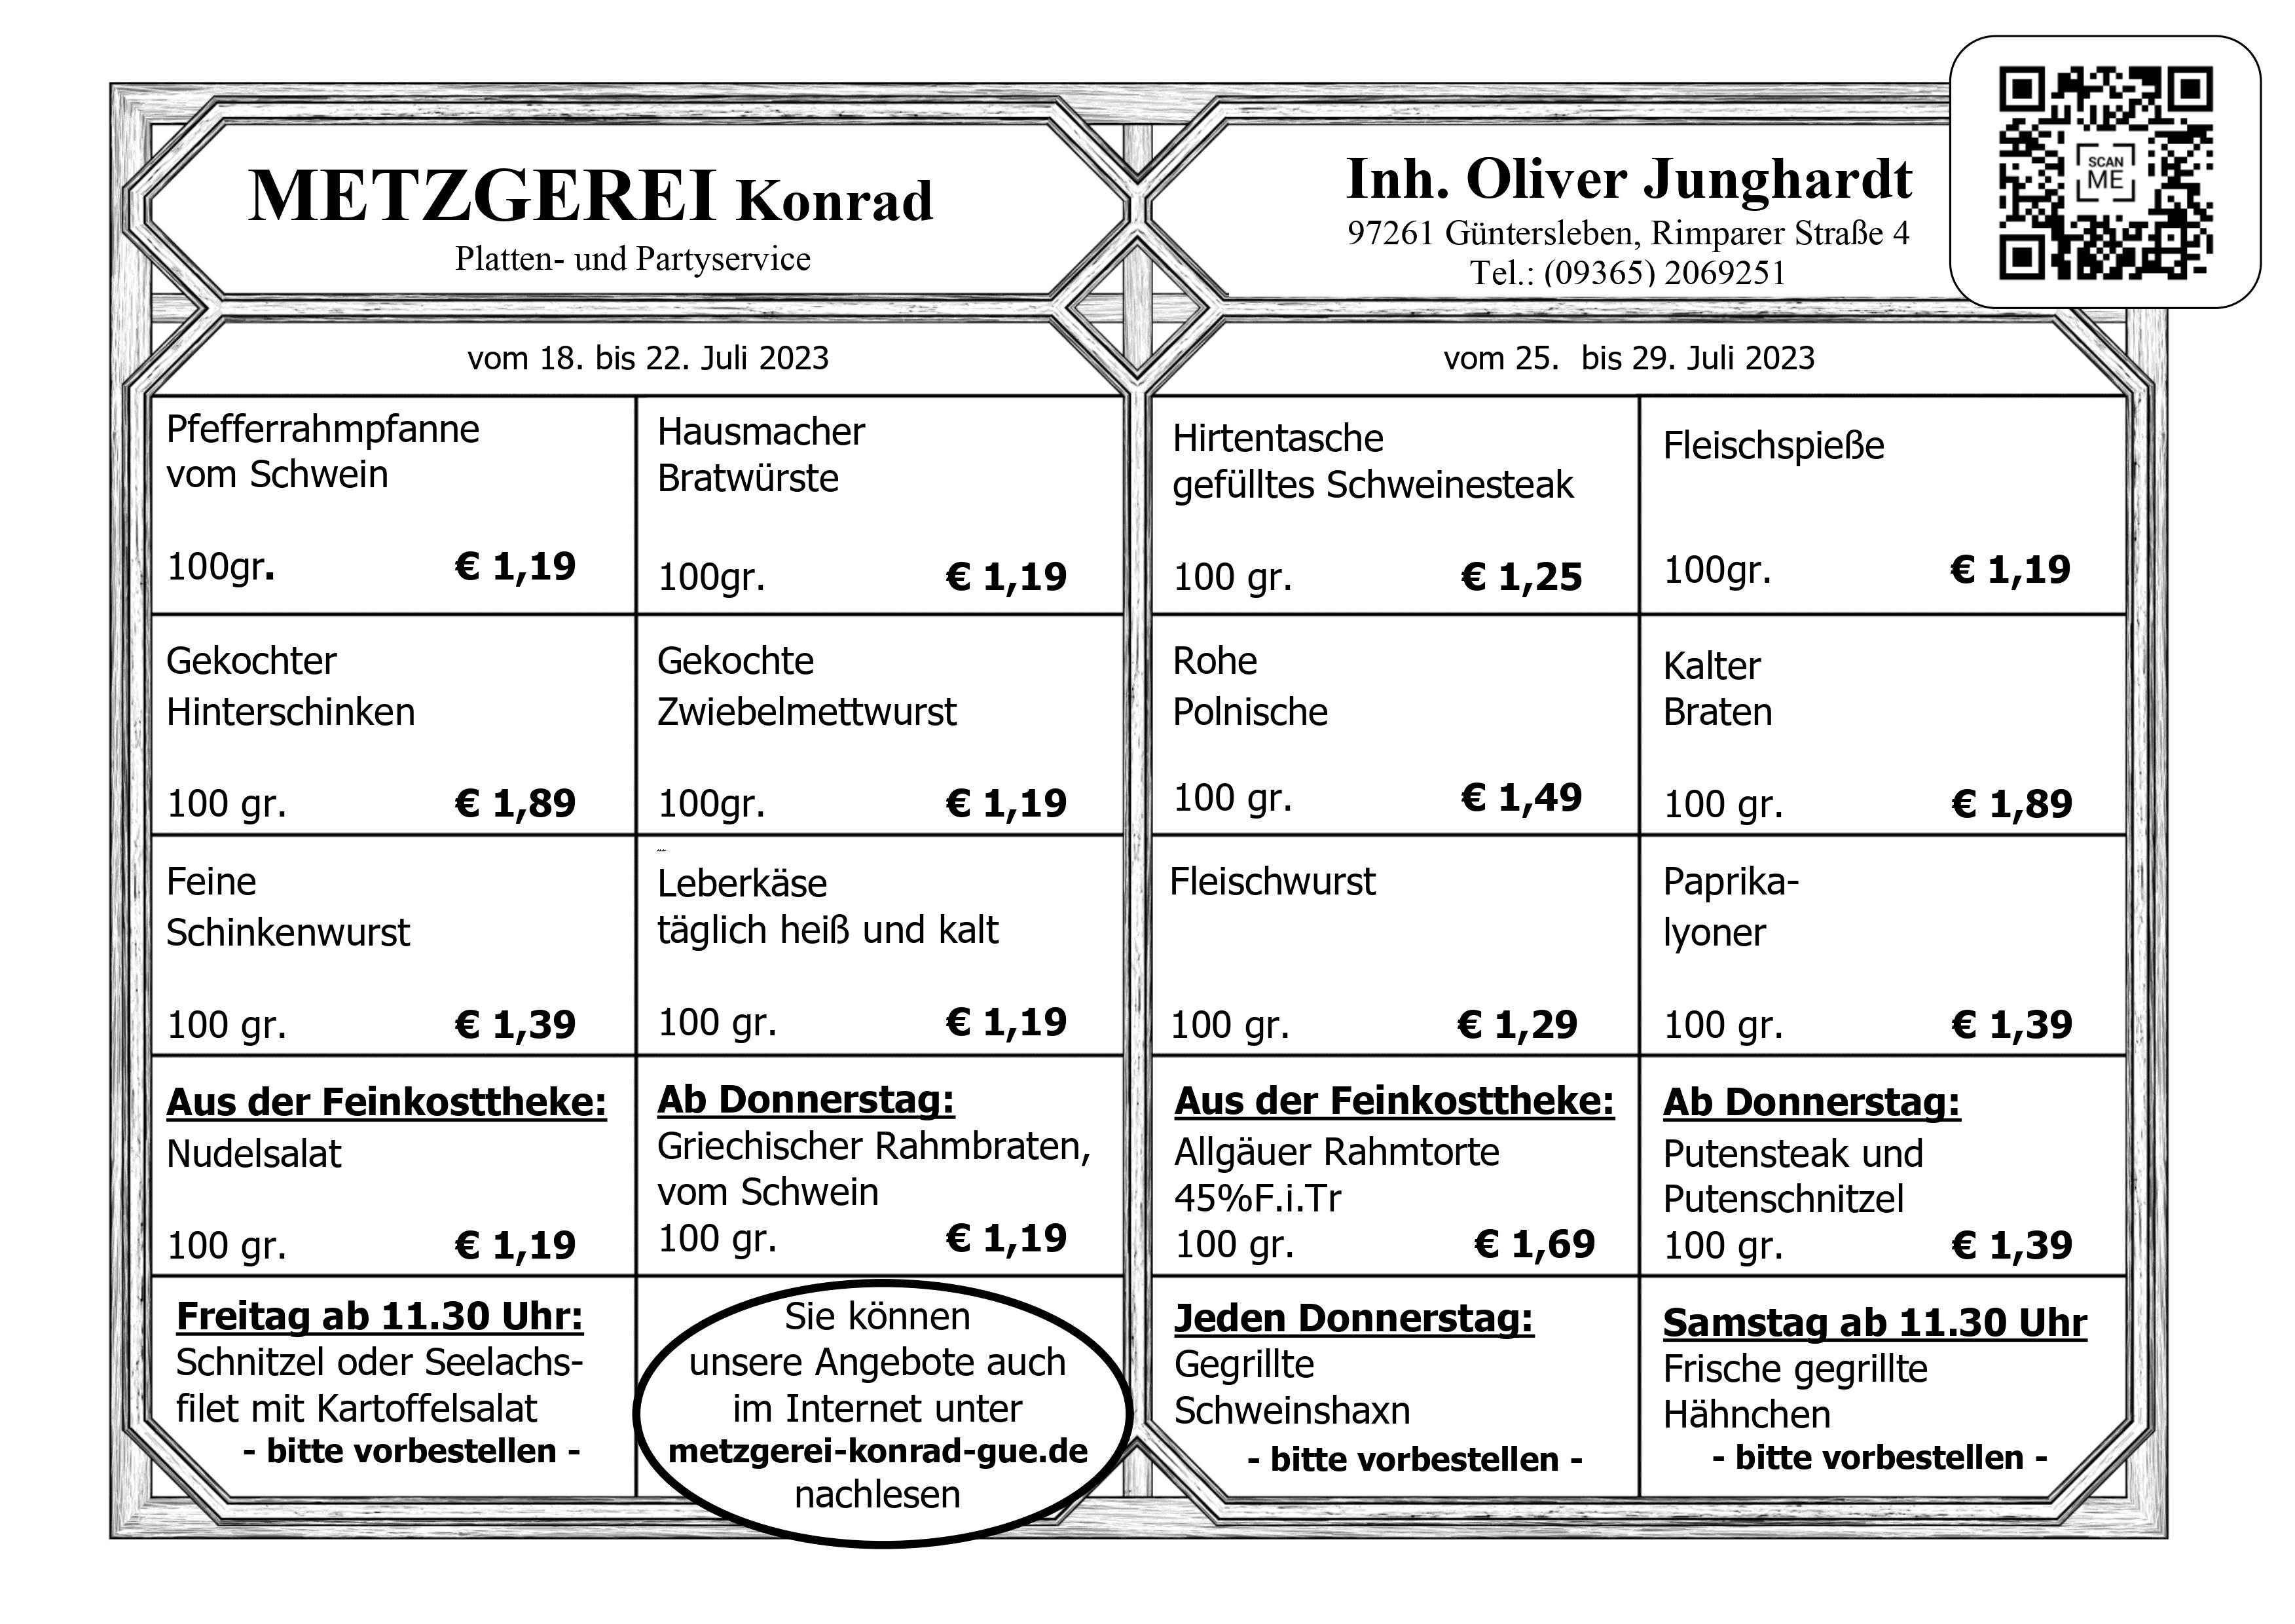 METZGEREI Konrad
Platten- und Partyservice
Inh. Oliver Junghardt
97261 Güntersleben, Rimparer Straße 4
Tel.: (09365) 2069251
SCAN
ME
vom 18. bis 22. Juli 2023
Pfefferrahmpfanne
vom Schwein
100gr. € 1,19
Hausmacher
Bratwürste
100gr. € 1,19
Gekochter
Hinterschinken
100 gr. € 1,89
Gekochte
Zwiebelmettwurst
100gr. € 1,19
Feine
Schinkenwurst
100 gr. € 1,39
Leberkäse
täglich heiß und kalt
100 gr. € 1,19
Aus der Feinkosttheke:
Nudelsalat
100 gr. € 1,19
Ab Donnerstag:
Griechischer Rahmbraten,
vom Schwein
100 gr. € 1,19
Freitag ab 11.30 Uhr:
Schnitzel oder Seelachs-
filet mit Kartoffelsalat
- bitte vorbestellen -
Sie können
unsere Angebote auch
im Internet unter
metzgerei-konrad-gue.de
nachlesen
vom 25.  bis 29. Juli 2023
Hirtentasche
gefülltes Schweinesteak
100 gr. € 1,25
Fleischspieße
100gr. € 1,19
Rohe
Polnische
100 gr. € 1,49
Kalter
Braten
100 gr. € 1,89
Fleischwurst
100 gr. € 1,29
Paprika-
lyoner
100 gr. € 1,39
Aus der Feinkosttheke:
Allgäuer Rahmtorte
45%F.i.Tr
100 gr. € 1,69
Ab Donnerstag:
Putensteak und
Putenschnitzel
100 gr. € 1,39
Jeden Donnerstag:
Gegrillte
Schweinshaxn
- bitte vorbestellen -
Samstag ab 11.30 Uhr
Frische gegrillte
Hähnchen
- bitte vorbestellen -